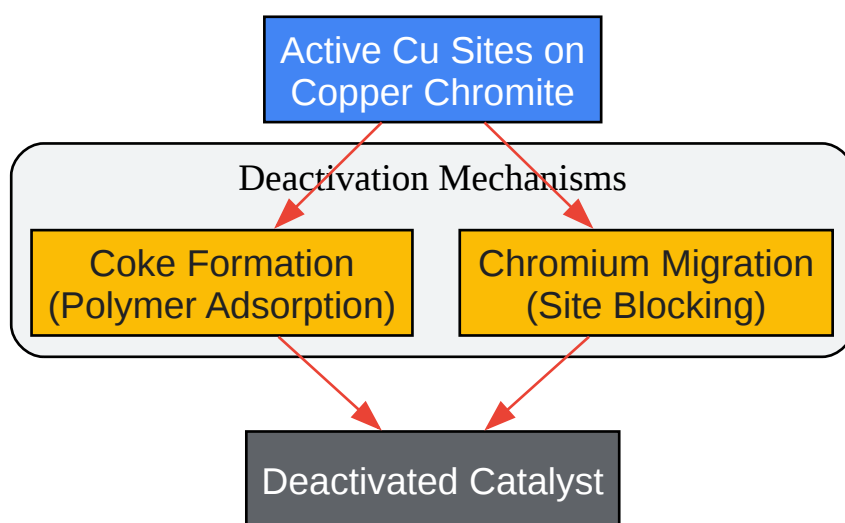 Active Cu Sites on
Copper Chromite
Deactivation Mechanisms
Coke Formation
(Polymer Adsorption)
Chromium Migration
(Site Blocking)
Deactivated Catalyst